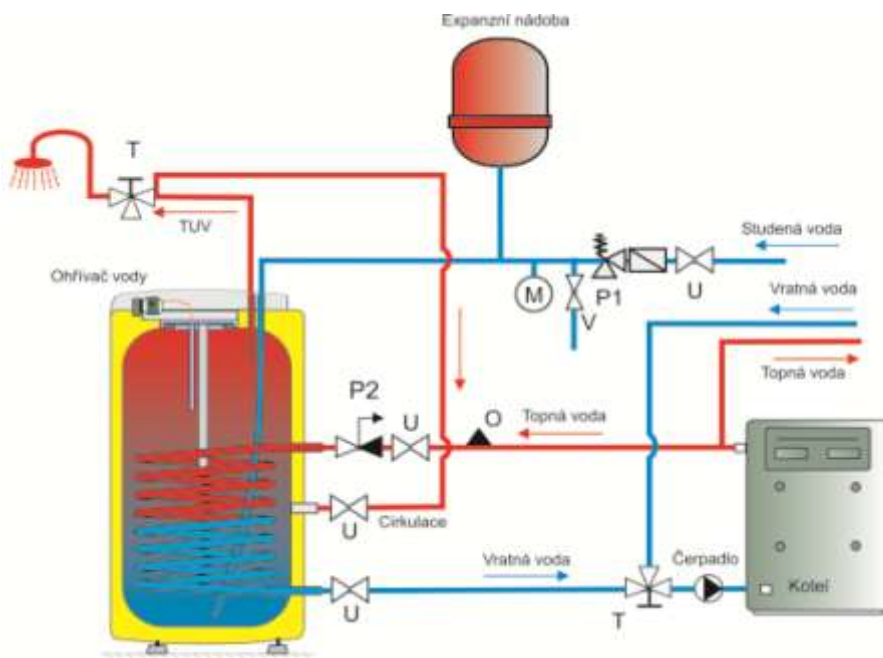 Expanzní nádoba
T
TUV
Studená voda
Ohřívač vody
M
V
P1
U
Vratná voda
Topná voda
P2
U
O
Topná voda
U
Cirkulace
Vratná voda
Čerpadlo
U
T
Kotel